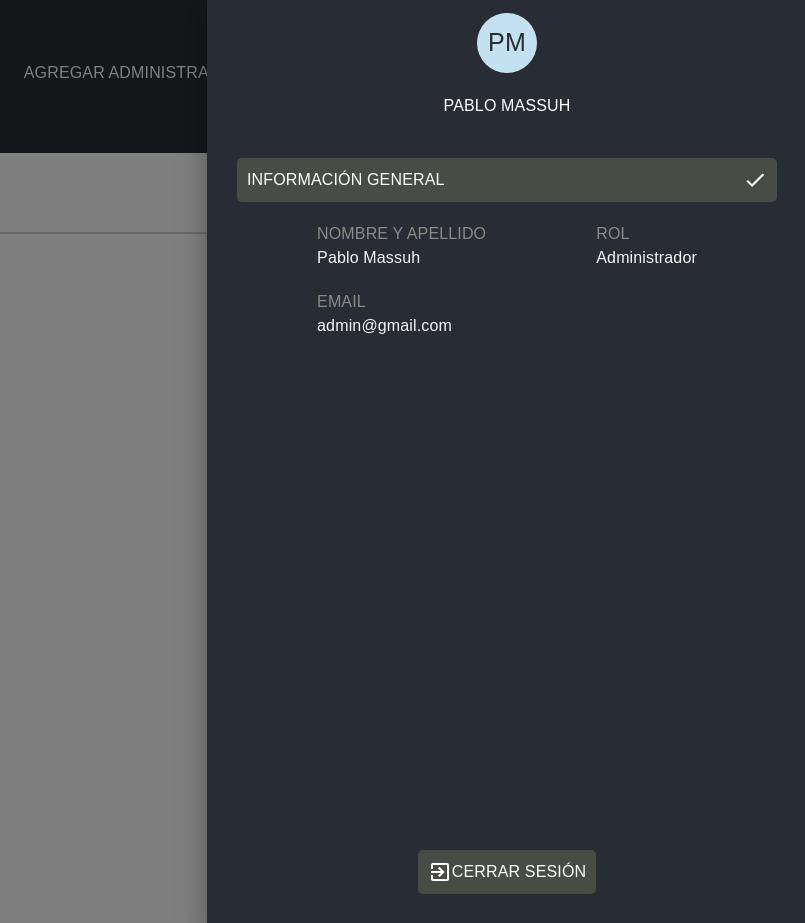 PM
AGREGAR ADMINISTRA
PABLO MASSUH
INFORMACIÓN GENERAL
NOMBRE Y APELLIDO
Pablo Massuh
ROL
Administrador
EMAIL
admin@gmail.com
CERRAR SESIÓN